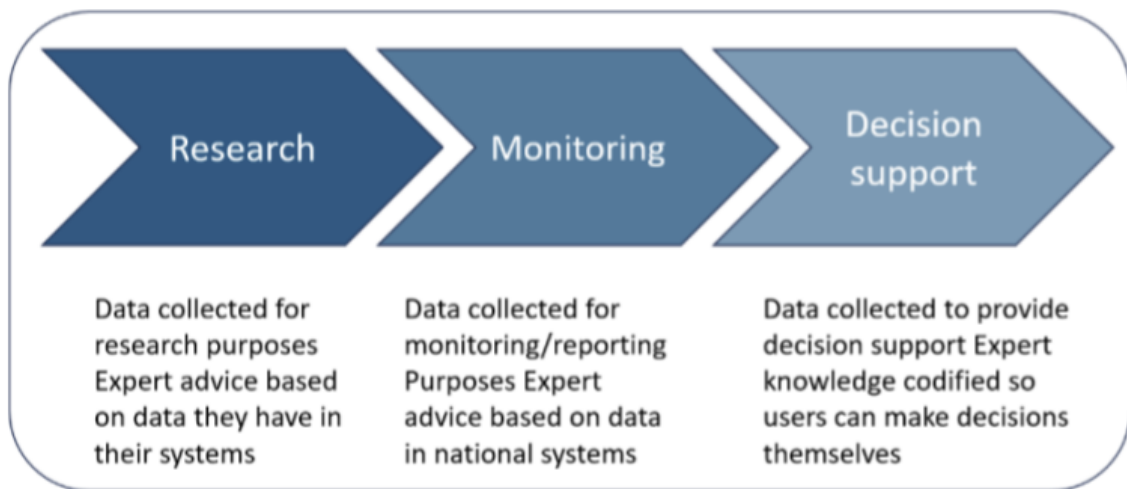 Research
Monitoring
Decision
support
Data collected for
research purposes
Expert advice based
on data they have in
their systems
Data collected for
monitoring/reporting
Purposes Expert
advice based on data
in national systems
Data collected to provide
decision support Expert
knowledge codified so
users can make decisions
themselves